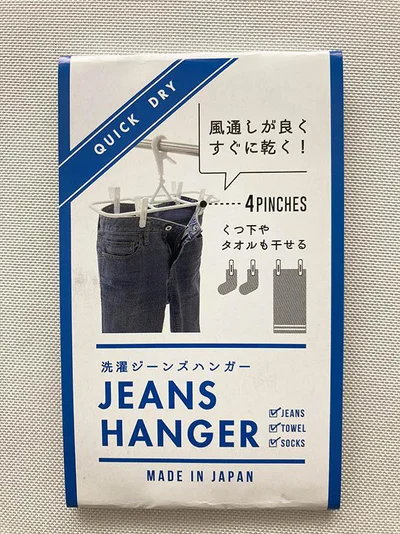 QUICK DRY
風通しが良く
すぐに乾く！
4PINCHES
くつ下や
タオルも干せる
洗濯ジーンズハンガー
JEANS
HANGER
JEANS
TOWEL
SOCKS
MADE IN JAPAN